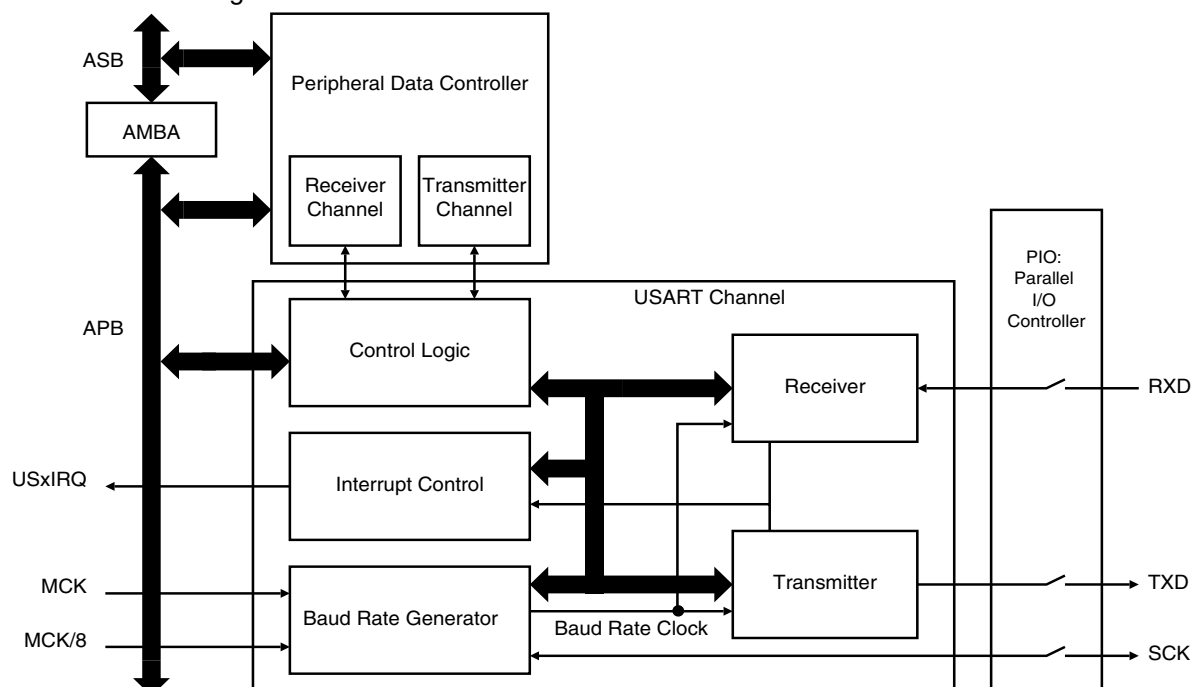 ASB
Peripheral Data Controller
AMBA
Receiver
Channel
Transmitter
Channel
PIO:
Parallel
I/O
Controller
USART Channel
APB
Control Logic
Receiver
RXD
USxIRQ
Interrupt Control
MCK
Baud Rate Generator
Transmitter
TXD
Baud Rate Clock
MCK/8
SCK